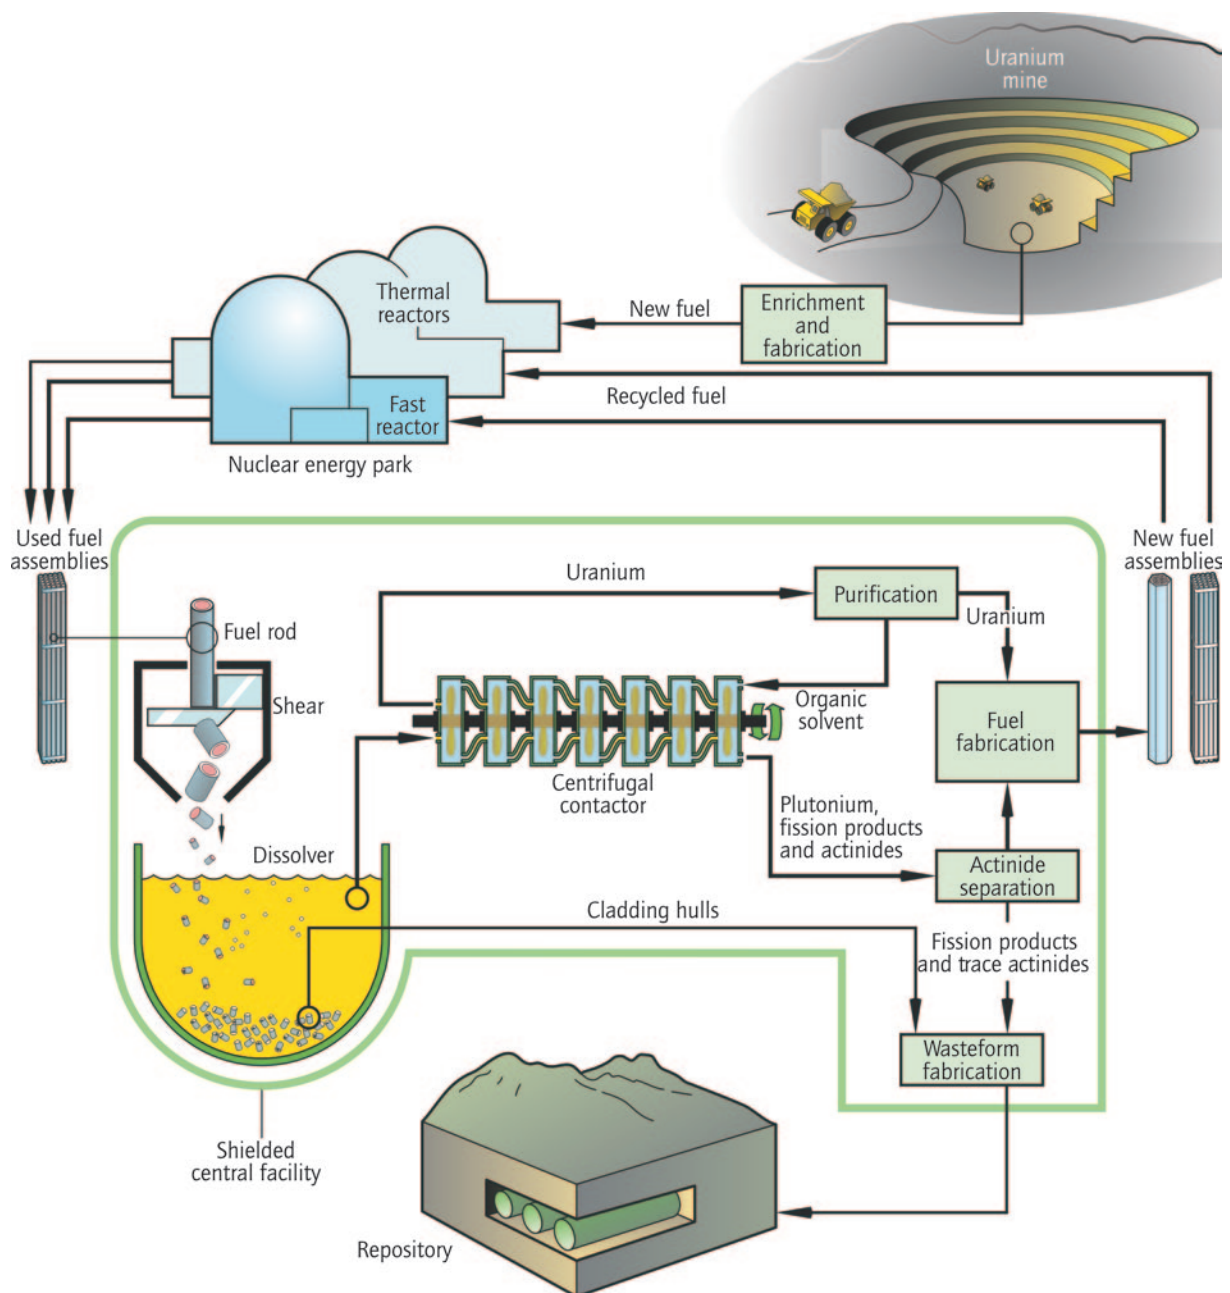 Uranium
mine
Thermal
reactors
New fuel
Enrichment
and
fabrication
Recycled fuel
Fast
reactor
Nuclear energy park
Used fuel
assemblies
New fuel
assemblies
Uranium
Purification
Uranium
Fuel rod
Shear
Organic
solvent
Fuel
fabrication
Centrifugal
contactor
Plutonium,
fission products
and actinides
Dissolver
Actinide
separation
Cladding hulls
Fission products
and trace actinides
Wasteform
fabrication
Shielded
central facility
Repository